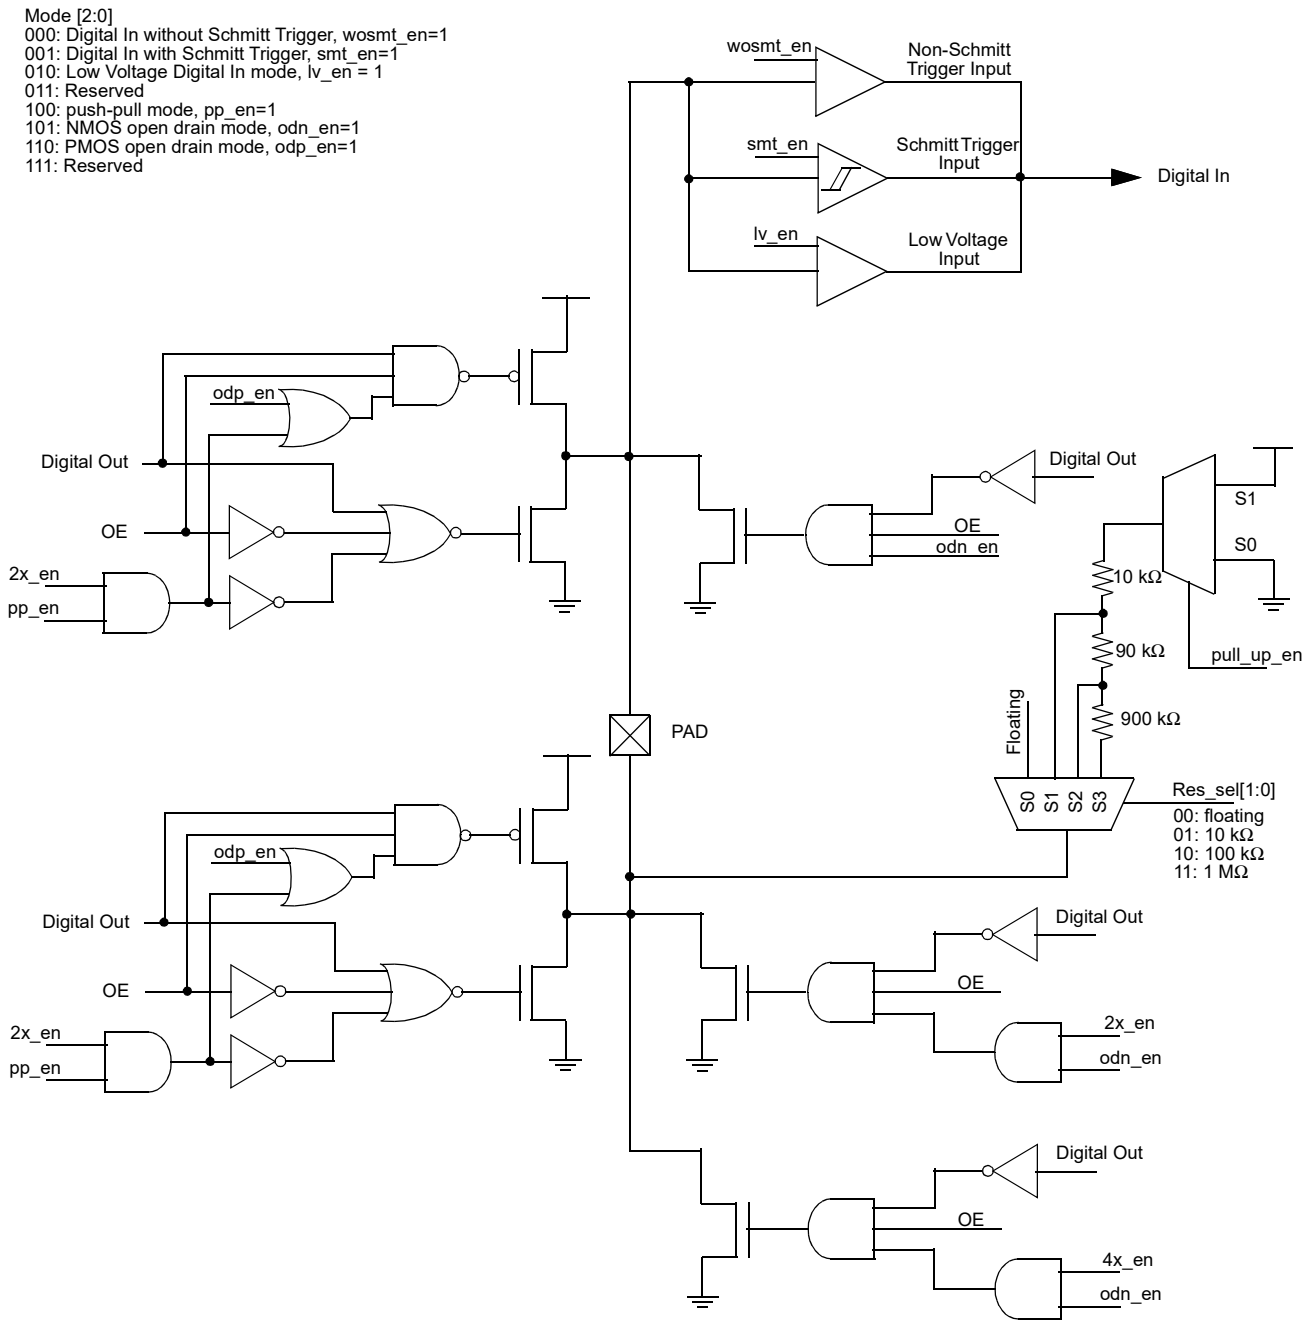 Mode [2:0]
000: Digital In without Schmitt Trigger, wosmt_en=1
001: Digital In with Schmitt Trigger, smt_en=1
010: Low Voltage Digital In mode, lv_en = 1
011: Reserved
100: push-pull mode, pp_en=1
101: NMOS open drain mode, odn_en=1
110: PMOS open drain mode, odp_en=1
111: Reserved
wosmt_en
Non-Schmitt
Trigger Input
smt_en
Schmitt Trigger
Input
Digital In
lv_en
Low Voltage
Input
odp_en
Digital Out
OE
2x_en
pp_en
Digital Out
OE
odn_en
S1
S0
10 kΩ
90 kΩ
pull_up_en
900 kΩ
Floating
PAD
S0
S1
S2
S3
Res_sel[1:0]
00: floating
01: 10 kΩ
10: 100 kΩ
11: 1 MΩ
odp_en
Digital Out
OE
2x_en
pp_en
Digital Out
OE
2x_en
odn_en
Digital Out
OE
4x_en
odn_en